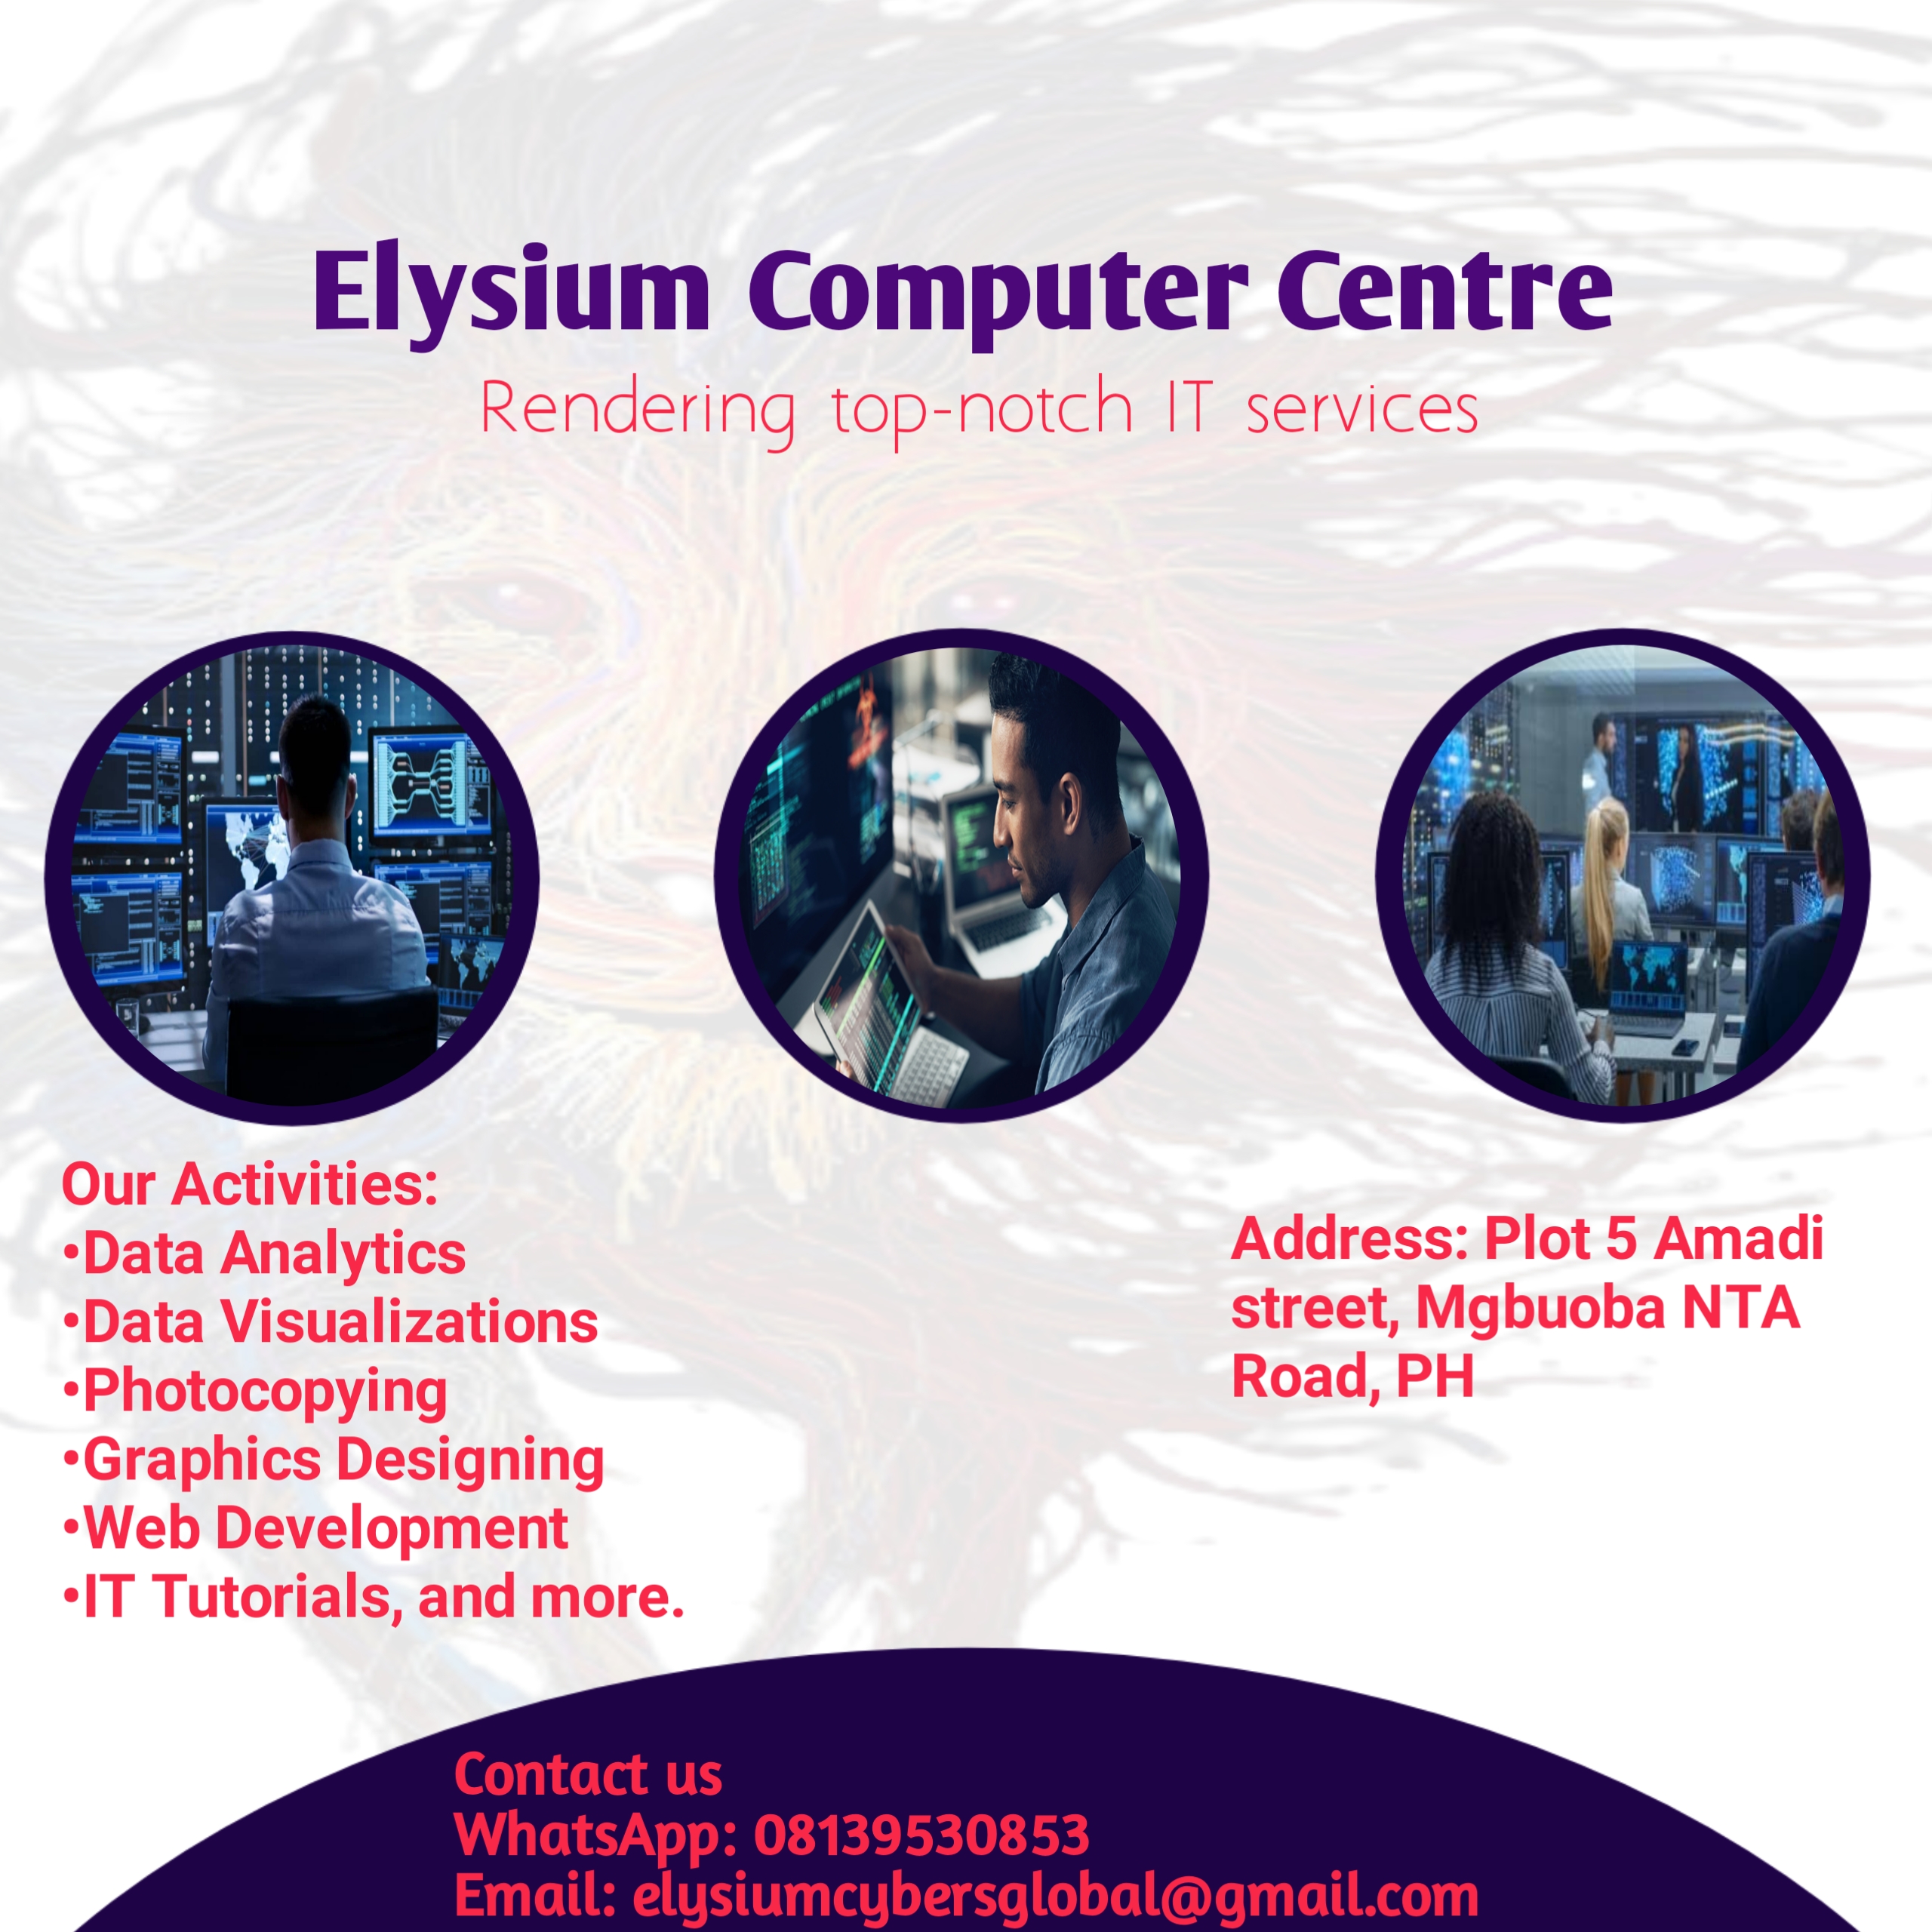 Elysium Computer Centre
Rendering top-notch IT services
Our Activities:
•Data Analytics
•Data Visualizations
•Photocopying
•Graphics Designing
•Web Development
•IT Tutorials, and more.
Address: Plot 5 Amadi
street, Mgbuoba NTA
Road, PH
Contact us
WhatsApp: 08139530853
Email: elysiumcybersglobal@gmail.com